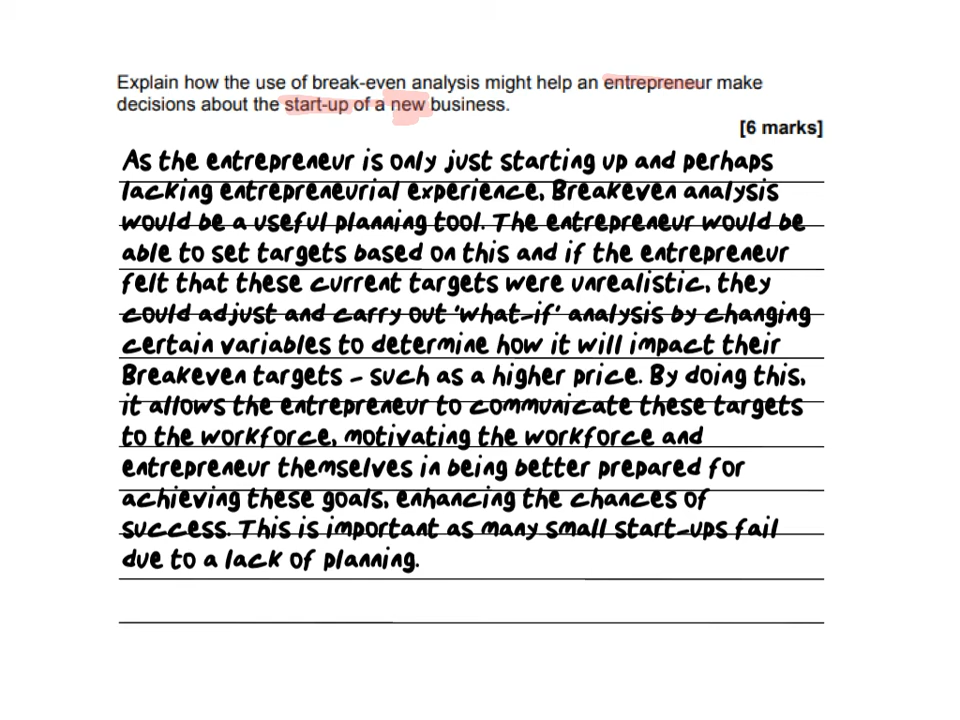 Explain how the use of break-even analysis might help an entrepreneur make
decisions about the start-up of a new business.
[6 marks]
As the entrepreneur is only just starting up and perhaps
lacking entrepreneurial experience, Breakeven analysis
would be a useful planning tool. The entrepreneur would be
able to set targets based on this and if the entrepreneur
felt that these current targets were unrealistic, they
could adjust and carry out 'what-if' analysis by changing
certain variables to determine how it will impact their
Breakeven targets - such as a higher price. By doing this,
it allows the entrepreneur to communicate these targets
to the workforce, motivating the workforce and
entrepreneur themselves in being better prepared for
achieving these goals, enhancing the chances of
success. This is important as many small start-ups fail
due to a lack of planning.